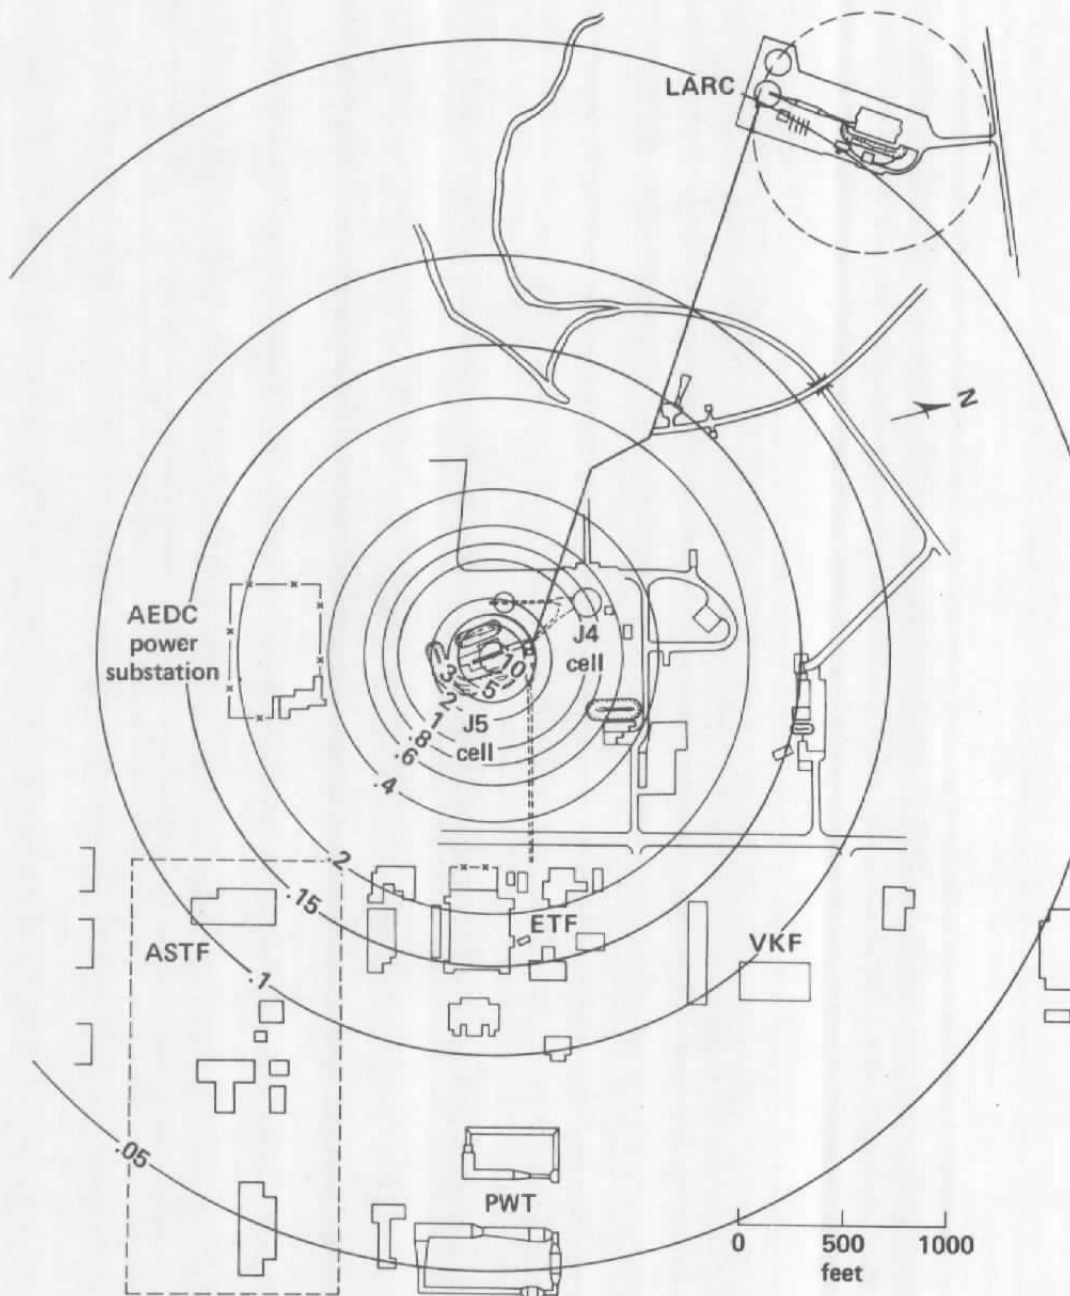 LARC
N
AEDC
power
substation
J4
cell
10
3
5
2
1
.8
.6
.4
J5
cell
.2
.15
.1
.05
ASTF
ETF
VKF
PWT
0 500 1000
feet